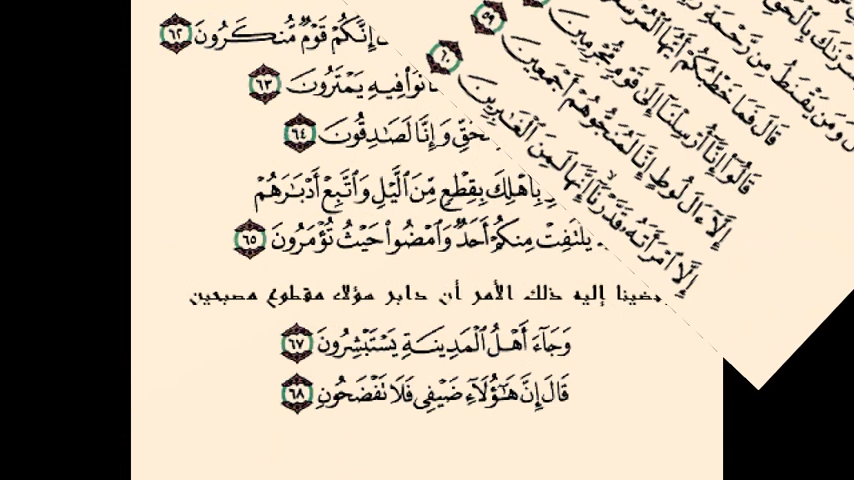 بِٱلْحَقِّ
وَمَن يَقْنَطُ مِن رَّحْمَةِ
قَالَ فَمَا خَطْبُكُمْ أَيُّهَا
قَالُوٓا۟ إِنَّآ أُرْسِلْنَآ إِلَىٰ قَوْمٍ مُّجْرِمِينَ
إِلَّآ ءَالَ لُوطٍ إِنَّا لَمُنَجُّوهُمْ أَجْمَعِينَ ٥٩
إِلَّا ٱمْرَأَتَهُۥ قَدَّرْنَآ إِنَّهَا لَمِنَ ٱلْغَـٰبِرِينَ ٦٠
إِنَّكُمْ قَوْمٌ مُّنكَرُونَ ٦٢
فِيهِ يَمْتَرُونَ ٦٣
وَإِنَّا لَصَـٰدِقُونَ ٦٤
بِأَهْلِكَ بِقِطْعٍ مِّنَ ٱلَّيْلِ وَٱتَّبِعْ أَدْبَـٰرَهُمْ
يَلْتَفِتْ مِنكُمْ أَحَدٌ وَٱمْضُوا۟ حَيْثُ تُؤْمَرُونَ ٦٥
إليه ذلك الأمر أن دابر هؤلاء مقطوع مصبحين
وَجَآءَ أَهْلُ ٱلْمَدِينَةِ يَسْتَبْشِرُونَ ٦٧
قَالَ إِنَّ هَـٰٓؤُلَآءِ ضَيْفِى فَلَا تَفْضَحُونِ ٦٨